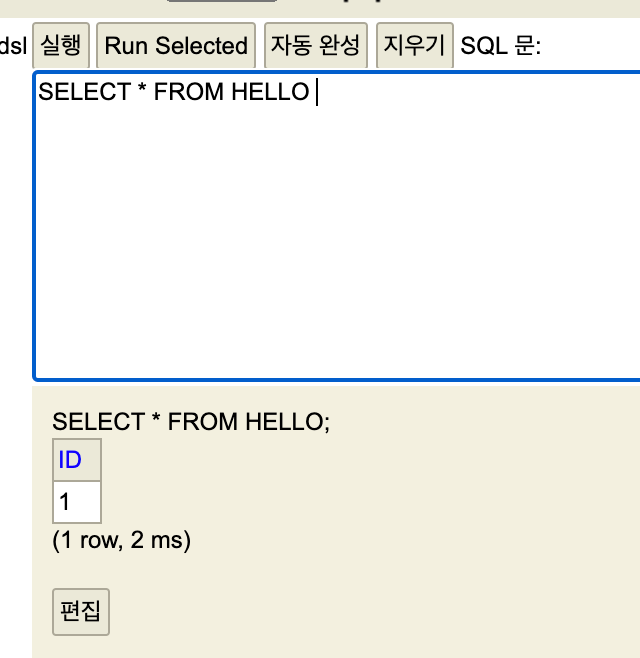 dsl 실행 Run Selected 자동 완성 지우기 SQL 문:
SELECT * FROM HELLO
SELECT * FROM HELLO;
ID
1
(1 row, 2 ms)
편집